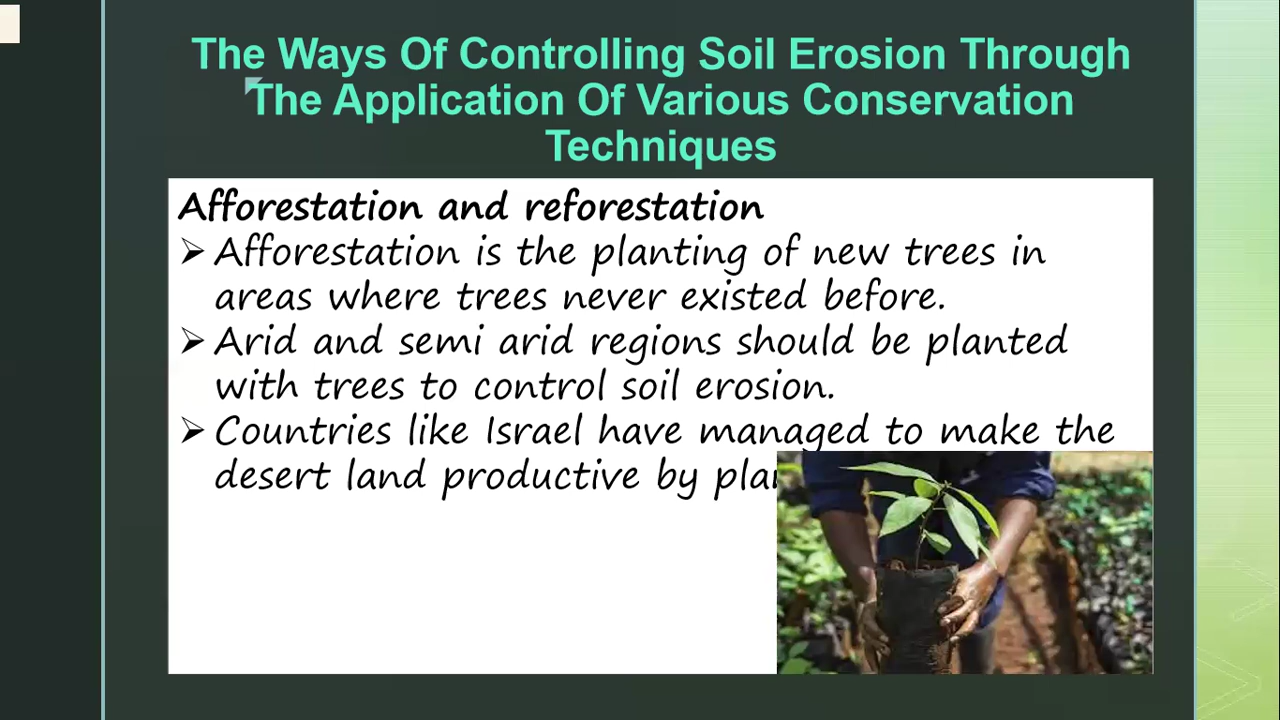 The Ways Of Controlling Soil Erosion Through
The Application Of Various Conservation
Techniques
Afforestation and reforestation
➢ Afforestation is the planting of new trees in
areas where trees never existed before.
➢ Arid and semi arid regions should be planted
with trees to control soil erosion.
➢ Countries like Israel have managed to make the
desert land productive by